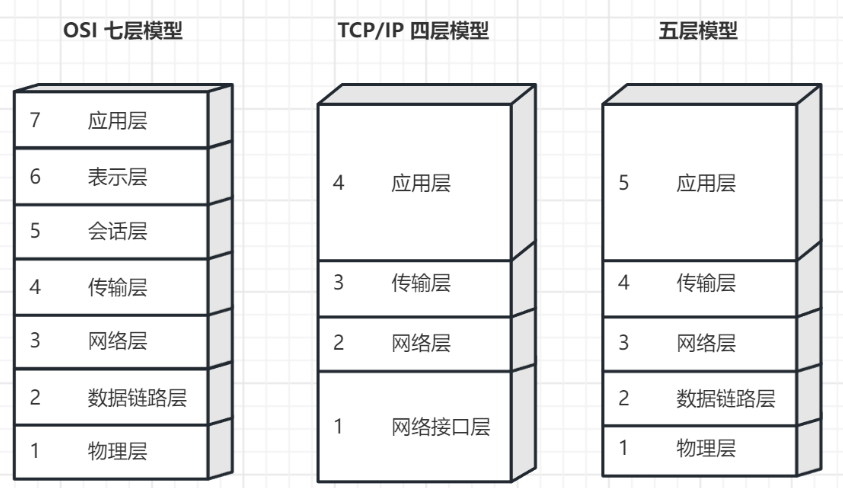 OSI 七层模型
7 应用层
6 表示层
5 会话层
4 传输层
3 网络层
2 数据链路层
1 物理层
TCP/IP 四层模型
4 应用层
3 传输层
2 网络层
1 网络接口层
五层模型
5 应用层
4 传输层
3 网络层
2 数据链路层
1 物理层